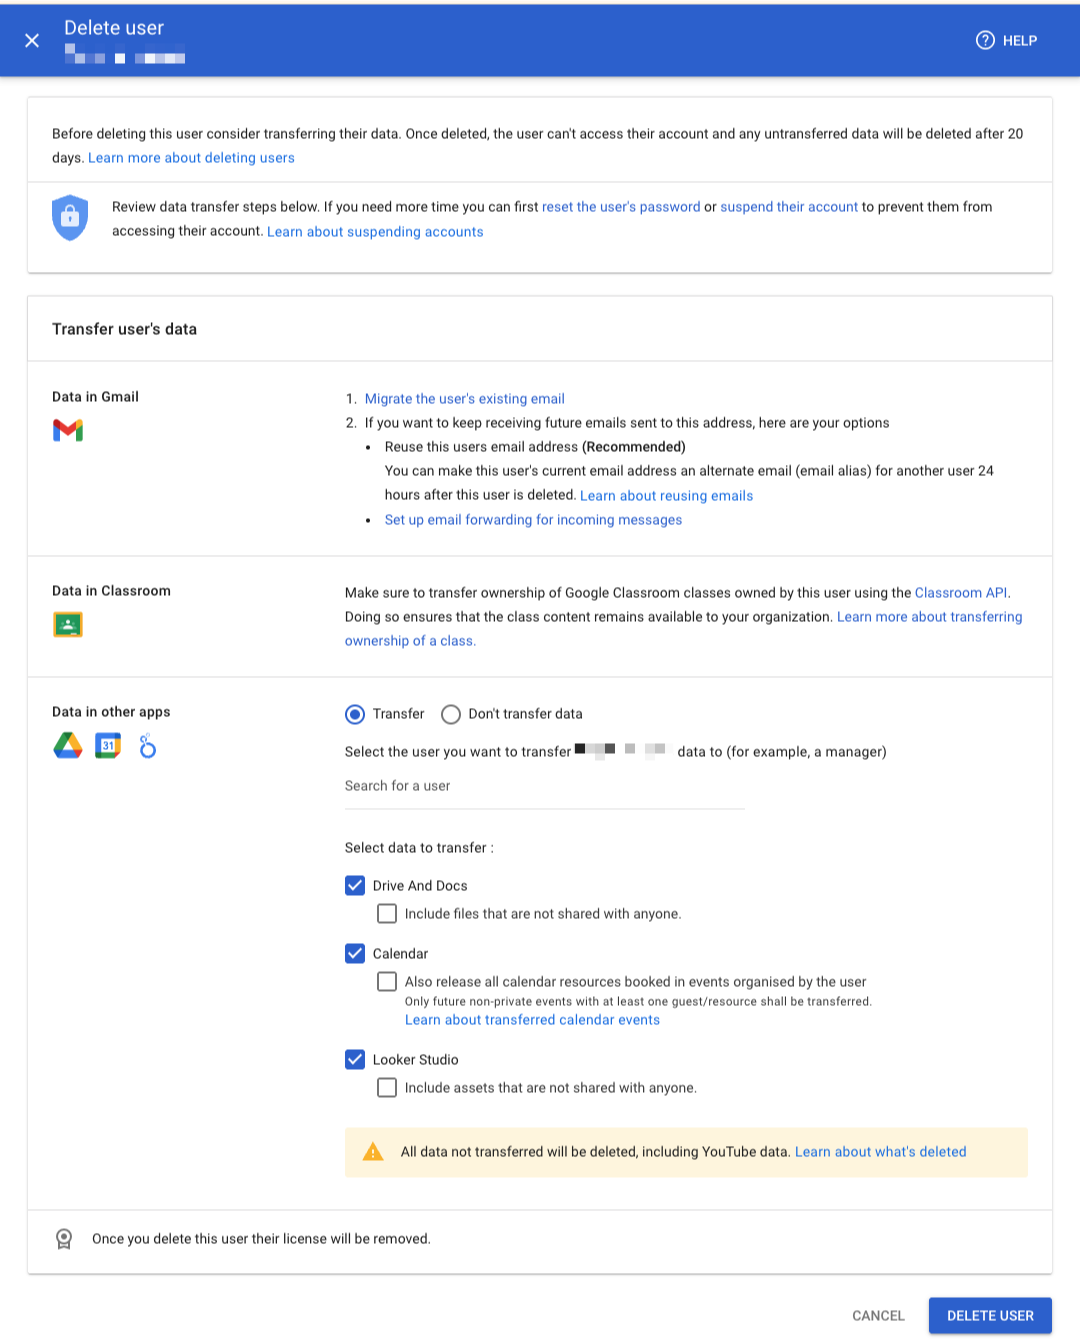 Delete user
HELP
Before deleting this user consider transferring their data. Once deleted, the user can't access their account and any untransferred data will be deleted after 20
days. Learn more about deleting users
Review data transfer steps below. If you need more time you can first reset the user's password or suspend their account to prevent them from
accessing their account. Learn about suspending accounts
Transfer user's data
Data in Gmail
1. Migrate the user's existing email
2. If you want to keep receiving future emails sent to this address, here are your options
• Reuse this users email address (Recommended)
You can make this user's current email address an alternate email (email alias) for another user 24
hours after this user is deleted. Learn about reusing emails
• Set up email forwarding for incoming messages
Data in Classroom
Make sure to transfer ownership of Google Classroom classes owned by this user using the Classroom API.
Doing so ensures that the class content remains available to your organization. Learn more about transferring
ownership of a class.
Data in other apps
31
Transfer Don't transfer data
Select the user you want to transfer data to (for example, a manager)
Search for a user
Select data to transfer :
Drive And Docs
Include files that are not shared with anyone.
Calendar
Also release all calendar resources booked in events organised by the user
Only future non-private events with at least one guest/resource shall be transferred.
Learn about transferred calendar events
Looker Studio
Include assets that are not shared with anyone.
All data not transferred will be deleted, including YouTube data. Learn about what's deleted
Once you delete this user their license will be removed.
CANCEL
DELETE USER